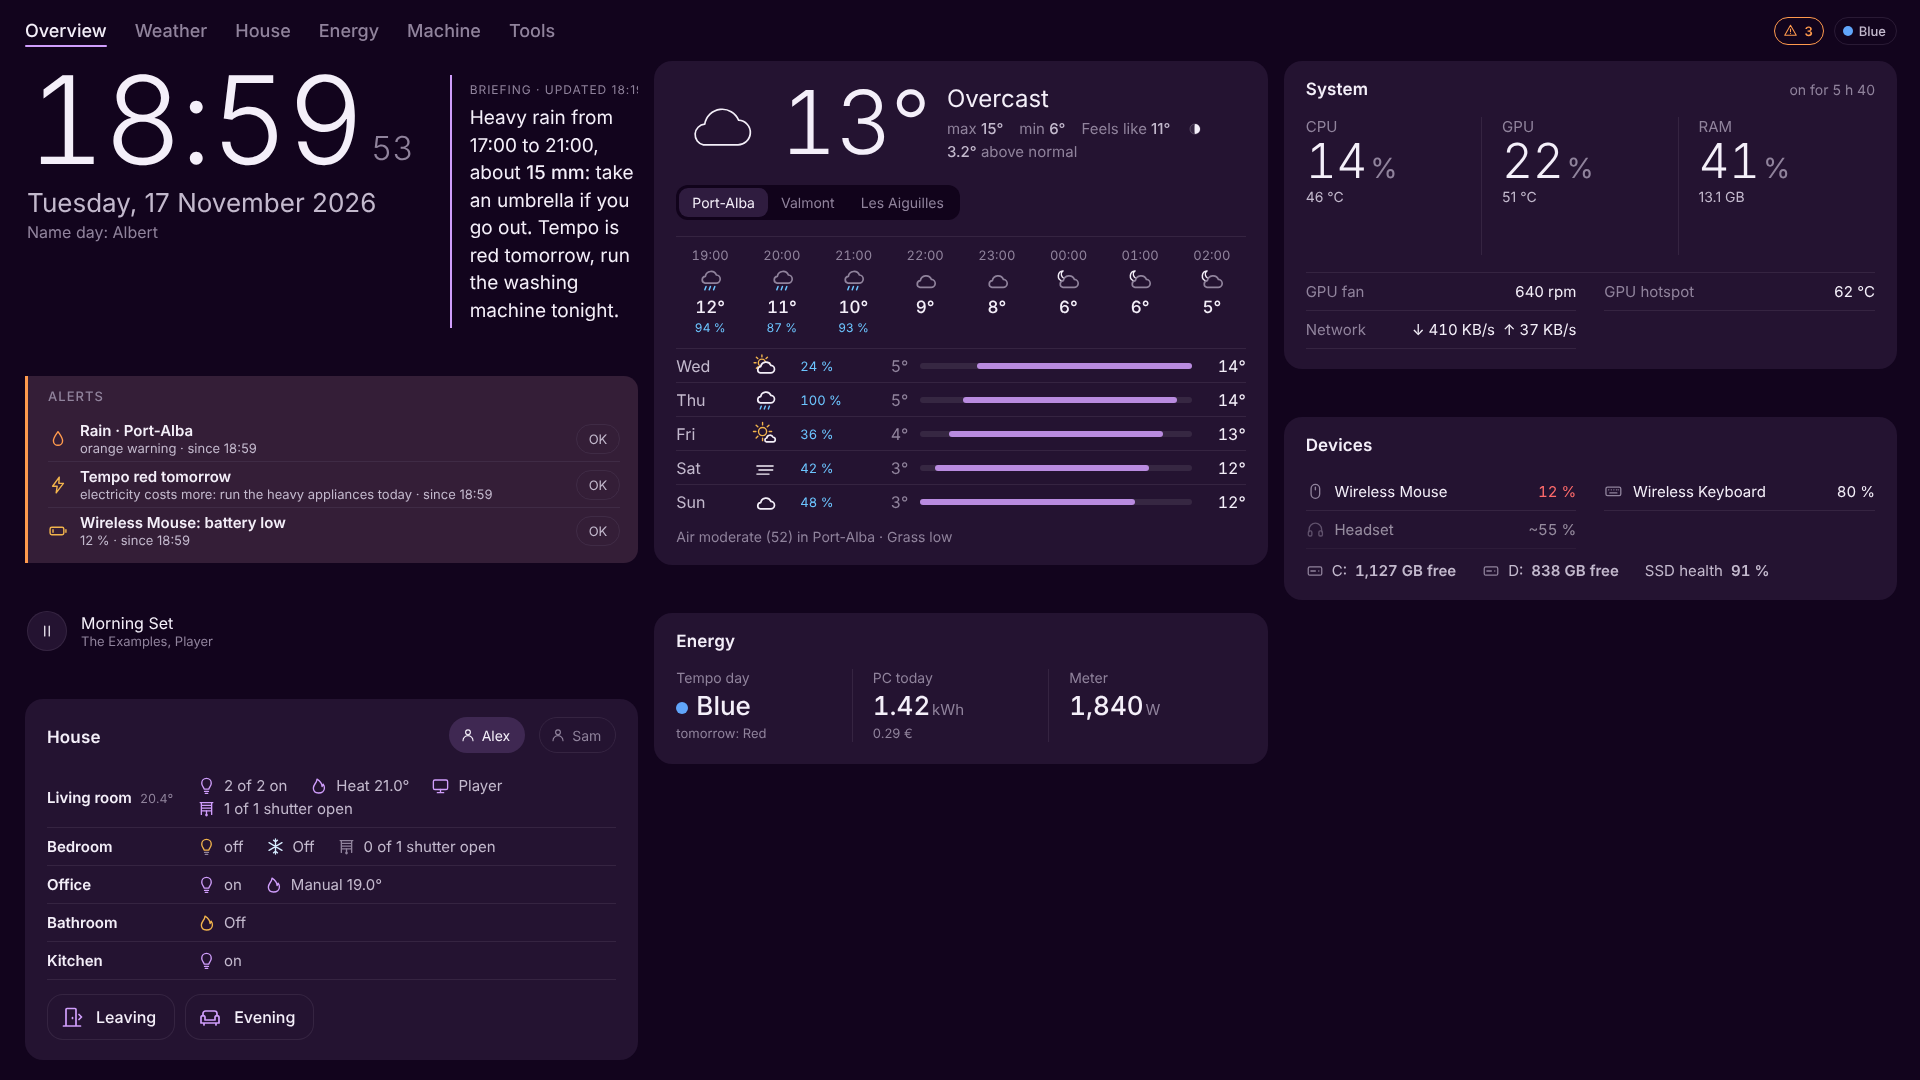 Overview Weather House Energy Machine Tools
3
Blue
18:59 53
Tuesday, 17 November 2026
Name day: Albert
BRIEFING · UPDATED 18:19
Heavy rain from
17:00 to 21:00,
about 15 mm: take
an umbrella if you
go out. Tempo is
red tomorrow, run
the washing
machine tonight.
ALERTS
Rain · Port-Alba
orange warning · since 18:59
OK
Tempo red tomorrow
electricity costs more: run the heavy appliances today · since 18:59
OK
Wireless Mouse: battery low
12 % · since 18:59
OK
Morning Set
The Examples, Player
House
Alex
Sam
Living room 20.4°
2 of 2 on Heat 21.0° Player
1 of 1 shutter open
Bedroom off Off 0 of 1 shutter open
Office on Manual 19.0°
Bathroom Off
Kitchen on
Leaving Evening
13°
Overcast
max 15° min 6° Feels like 11°
3.2° above normal
Port-Alba Valmont Les Aiguilles
19:00 20:00 21:00 22:00 23:00 00:00 01:00 02:00
12° 11° 10° 9° 8° 6° 6° 5°
94 % 87 % 93 %
Wed 24 % 5° 14°
Thu 100 % 5° 14°
Fri 36 % 4° 13°
Sat 42 % 3° 12°
Sun 48 % 3° 12°
Air moderate (52) in Port-Alba · Grass low
Energy
Tempo day
Blue
tomorrow: Red
PC today
1.42 kWh
0.29 €
Meter
1,840 W
System
on for 5 h 40
CPU
14 %
46 °C
GPU
22 %
51 °C
RAM
41 %
13.1 GB
GPU fan 640 rpm
GPU hotspot 62 °C
Network ↓ 410 KB/s ↑ 37 KB/s
Devices
Wireless Mouse 12 %
Wireless Keyboard 80 %
Headset ~55 %
C: 1,127 GB free D: 838 GB free SSD health 91 %